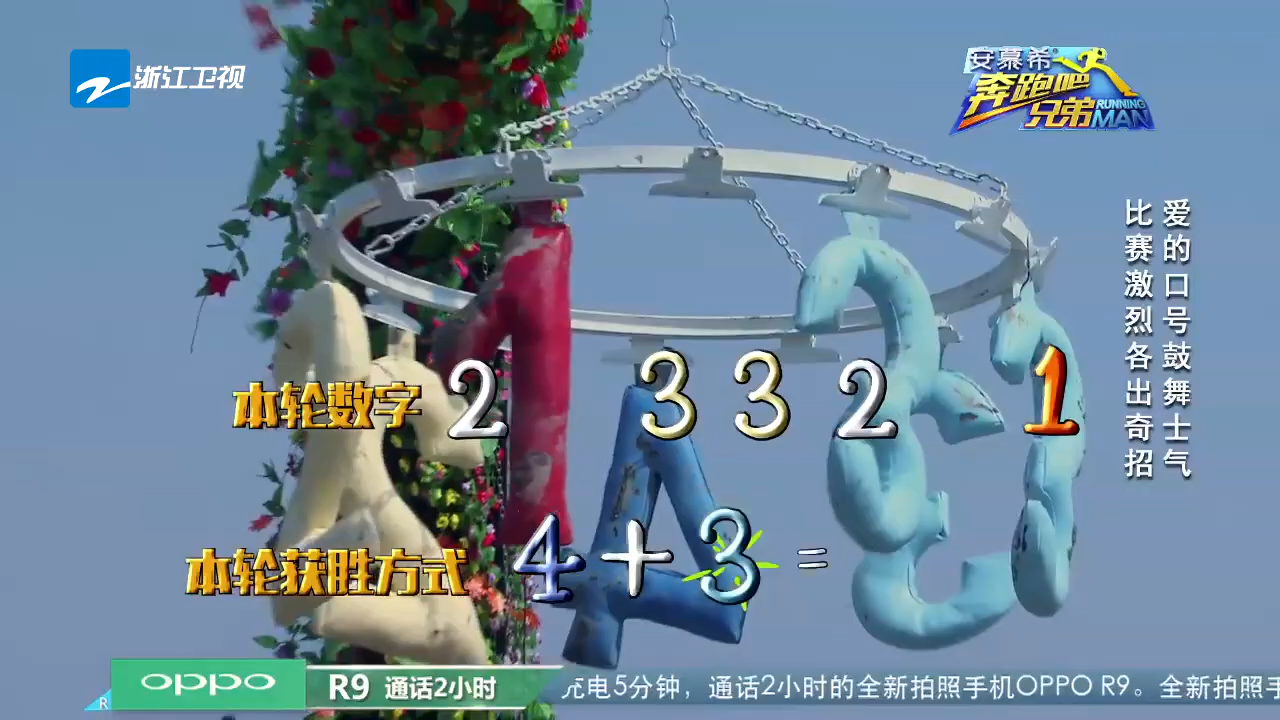 浙江卫视
安慕希
奔跑吧
兄弟
RUNNING
MAN
爱的口号鼓舞士气
比赛激烈各出奇招
本轮数字 2 3 3 2 1
本轮获胜方式 4+3=
oppo R9 通话2小时
充电5分钟，通话2小时的全新拍照手机OPPO R9。全新拍照手
R